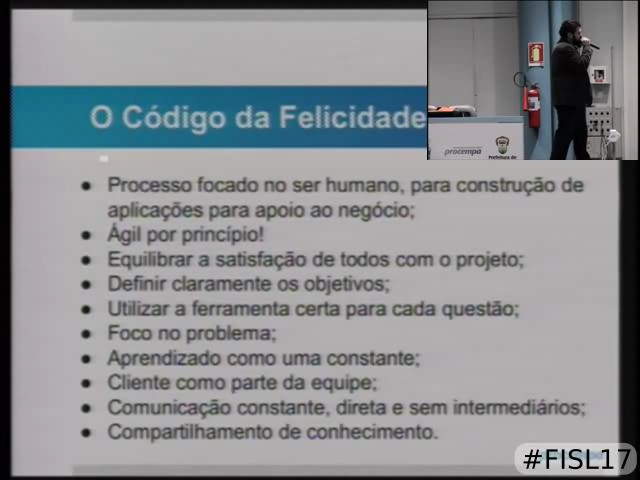 O Código da Felicidade
procempa
Prefeitura de
● Processo focado no ser humano, para construção de
aplicações para apoio ao negócio;
● Ágil por princípio!
● Equilibrar a satisfação de todos com o projeto;
● Definir claramente os objetivos;
● Utilizar a ferramenta certa para cada questão;
● Foco no problema;
● Aprendizado como uma constante;
● Cliente como parte da equipe;
● Comunicação constante, direta e sem intermediários;
● Compartilhamento de conhecimento.
#FISL17